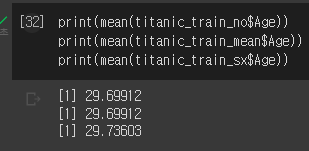 [32] print(mean(titanic_train_no$Age))
print(mean(titanic_train_mean$Age))
print(mean(titanic_train_sx$Age))
[1] 29.69912
[1] 29.69912
[1] 29.73603